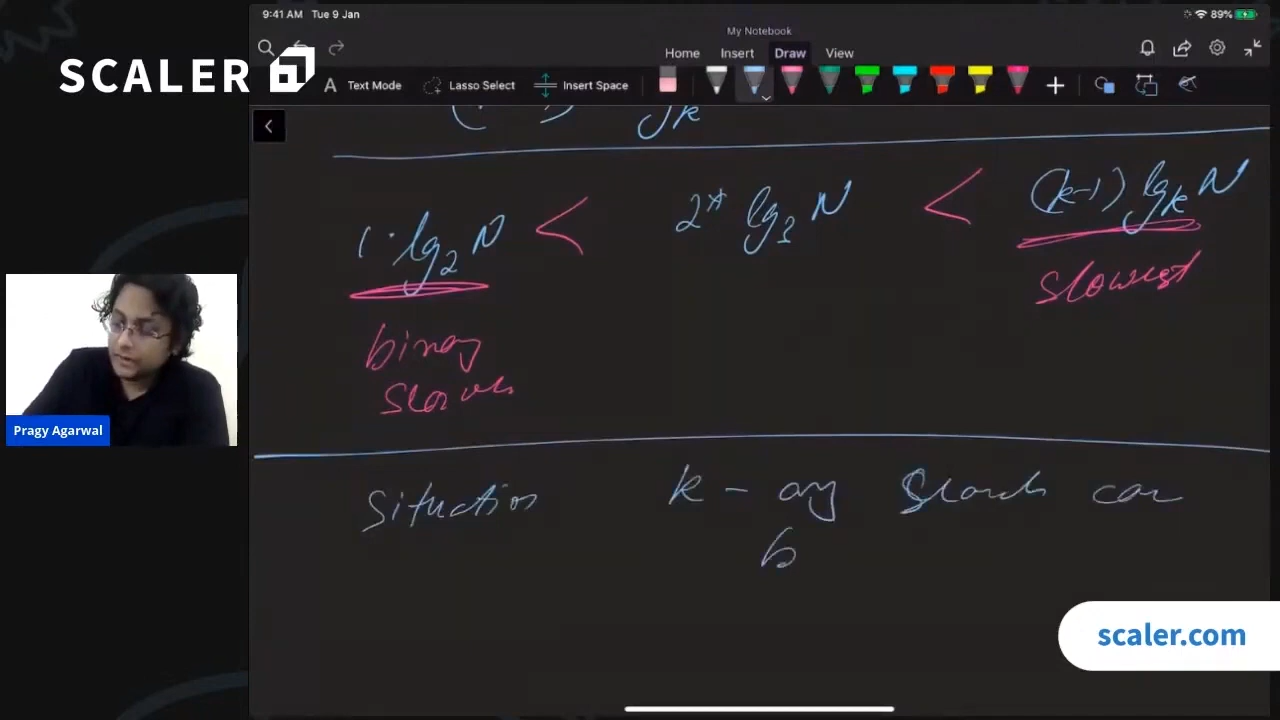 9:41 AM Tue 9 Jan
89%
My Notebook
Home Insert Draw View
SCALER
A Text Mode Lasso Select Insert Space
1 · lg₂ N < 2 * lg₃ N < (k-1) lgₖ N
slowest
binary
search
Pragy Agarwal
Situation k - ary Search can
b
scaler.com